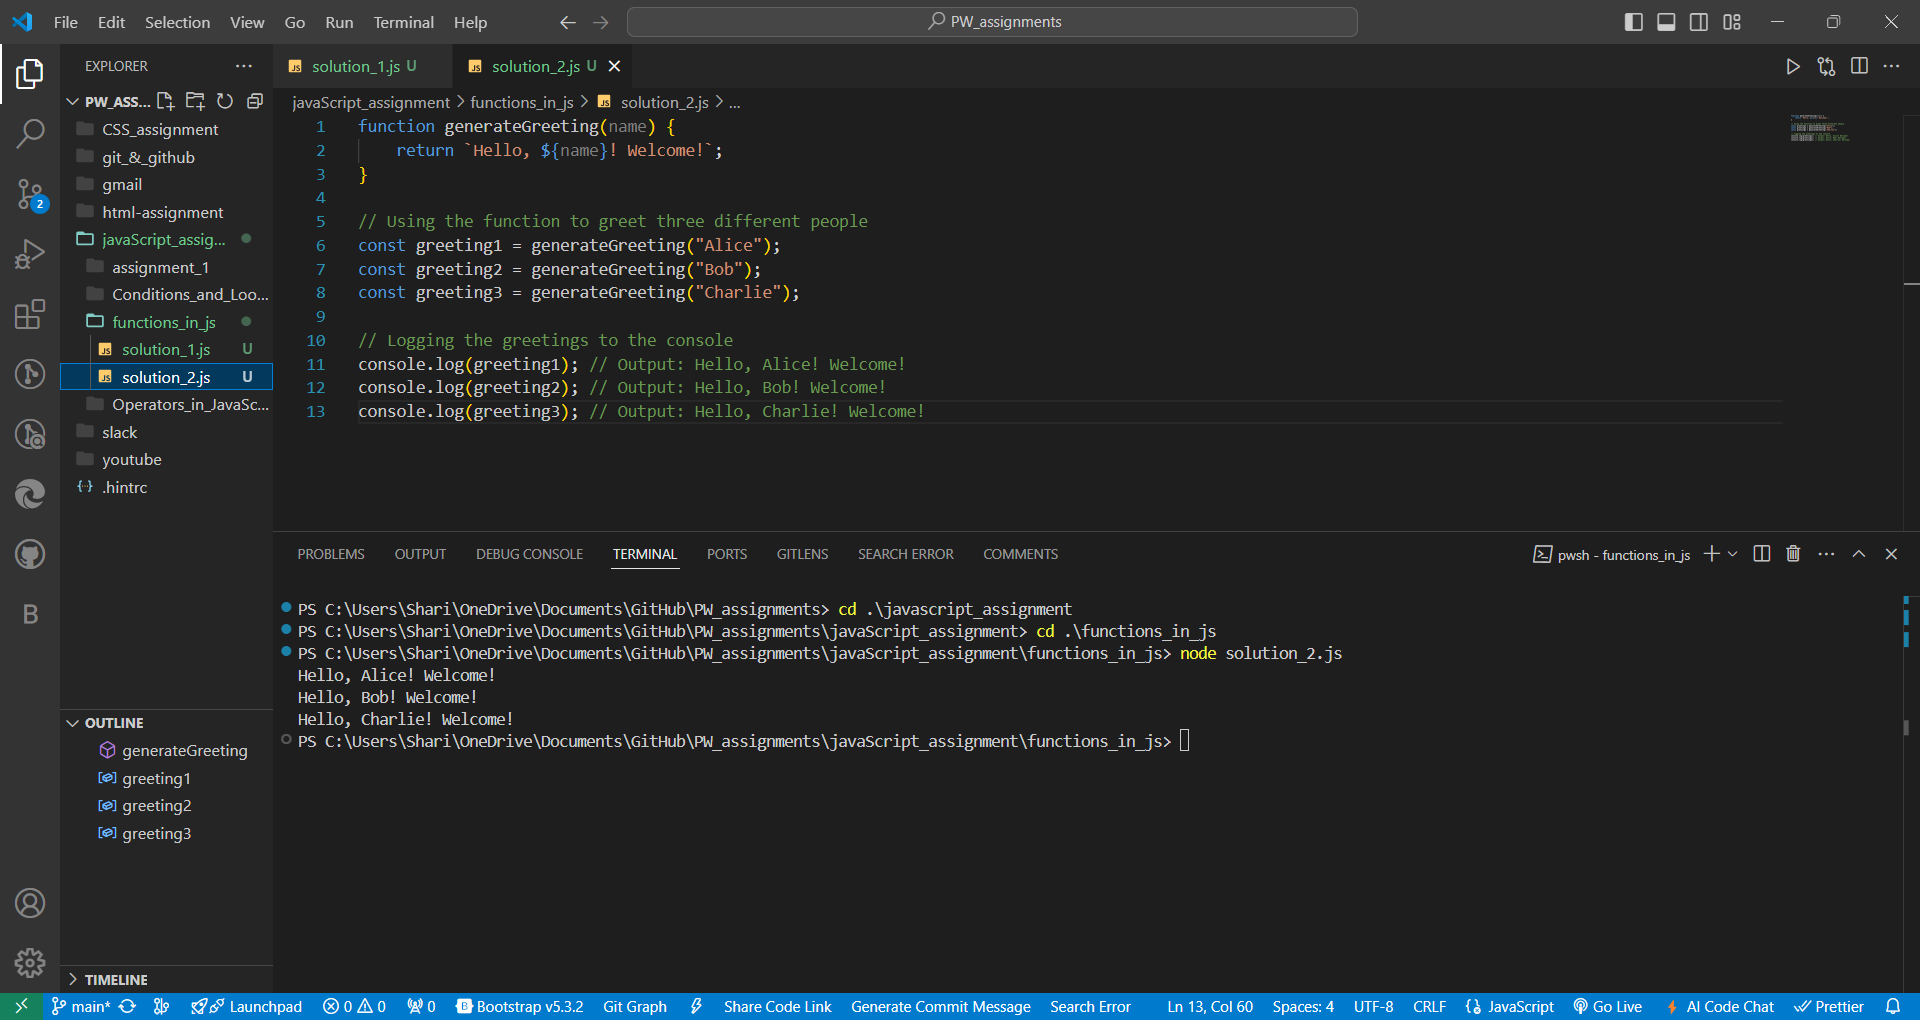 File Edit Selection View Go Run Terminal Help
PW_assignments
EXPLORER
PW_ASS...
CSS_assignment
git_&_github
gmail
html-assignment
javaScript_assig...
assignment_1
Conditions_and_Loo...
functions_in_js
solution_1.js U
solution_2.js U
Operators_in_JavaSc...
slack
youtube
.hintrc
2
B
OUTLINE
generateGreeting
greeting1
greeting2
greeting3
TIMELINE
solution_1.js U
solution_2.js U
javaScript_assignment > functions_in_js > JS solution_2.js > ...
1 function generateGreeting(name) {
2 return `Hello, ${name}! Welcome!`;
3 }
4
5 // Using the function to greet three different people
6 const greeting1 = generateGreeting("Alice");
7 const greeting2 = generateGreeting("Bob");
8 const greeting3 = generateGreeting("Charlie");
9
10 // Logging the greetings to the console
11 console.log(greeting1); // Output: Hello, Alice! Welcome!
12 console.log(greeting2); // Output: Hello, Bob! Welcome!
13 console.log(greeting3); // Output: Hello, Charlie! Welcome!
PROBLEMS OUTPUT DEBUG CONSOLE TERMINAL PORTS GITLENS SEARCH ERROR COMMENTS
pwsh - functions_in_js
PS C:\Users\Shari\OneDrive\Documents\GitHub\PW_assignments> cd .\javascript_assignment
PS C:\Users\Shari\OneDrive\Documents\GitHub\PW_assignments\javaScript_assignment> cd .\functions_in_js
PS C:\Users\Shari\OneDrive\Documents\GitHub\PW_assignments\javaScript_assignment\functions_in_js> node solution_2.js
Hello, Alice! Welcome!
Hello, Bob! Welcome!
Hello, Charlie! Welcome!
PS C:\Users\Shari\OneDrive\Documents\GitHub\PW_assignments\javaScript_assignment\functions_in_js>
main* Launchpad 0 0 0 Bootstrap v5.3.2 Git Graph Share Code Link Generate Commit Message Search Error Ln 13, Col 60 Spaces: 4 UTF-8 CRLF JavaScript Go Live AI Code Chat Prettier